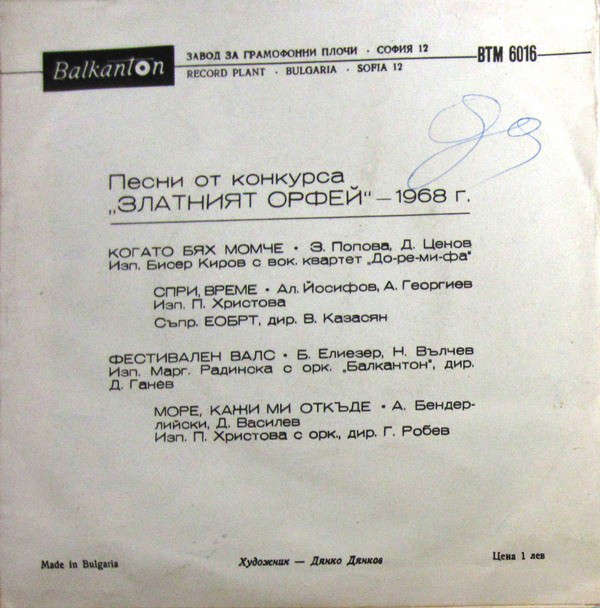 Balkanton
ЗАВОД ЗА ГРАМОФОННИ ПЛОЧИ · СОФИЯ 12
RECORD PLANT · BULGARIA · SOFIA 12
ВТМ 6016
Песни от конкурса
„ЗЛАТНИЯТ ОРФЕЙ“ – 1968 г.
КОГАТО БЯХ МОМЧЕ • З. Попова, Д. Ценов
Изп. Бисер Киров с вок. квартет „До-ре-ми-фа“
СПРИ, ВРЕМЕ • Ал. Йосифов, А. Георгиев
Изп. П. Христова
Съпр. ЕОБРТ, дир. В. Казасян
ФЕСТИВАЛЕН ВАЛС • Б. Елиезер, Н. Вълчев
Изп. Марг. Радинска с орк. „Балкантон“, дир.
Д. Ганев
МОРЕ, КАЖИ МИ ОТКЪДЕ • А. Бендер-
лийски, Д. Василев
Изп. П. Христова с орк., дир. Г. Робев
Made in Bulgaria
Художник — Дянко Дянков
Цена 1 лев